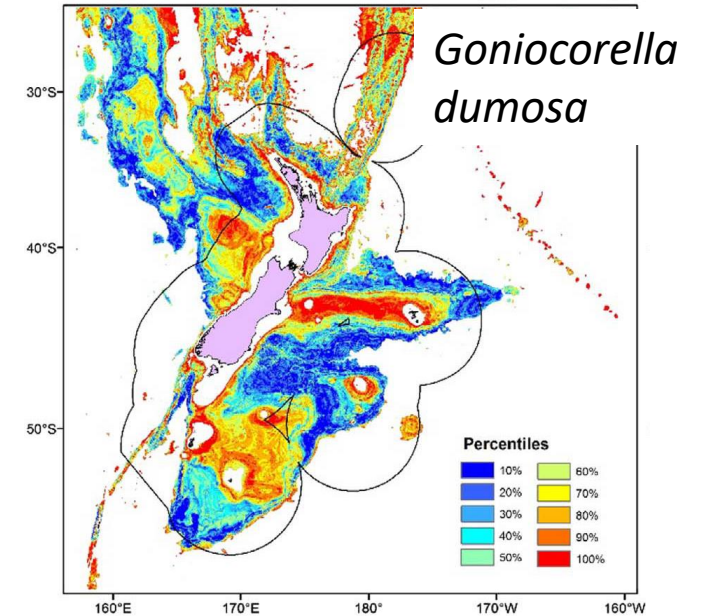 Goniocorella
dumosa
30°S
40°S
50°S
Percentiles
10% 60%
20% 70%
30% 80%
40% 90%
50% 100%
160°E 170°E 180° 170°W 160°W